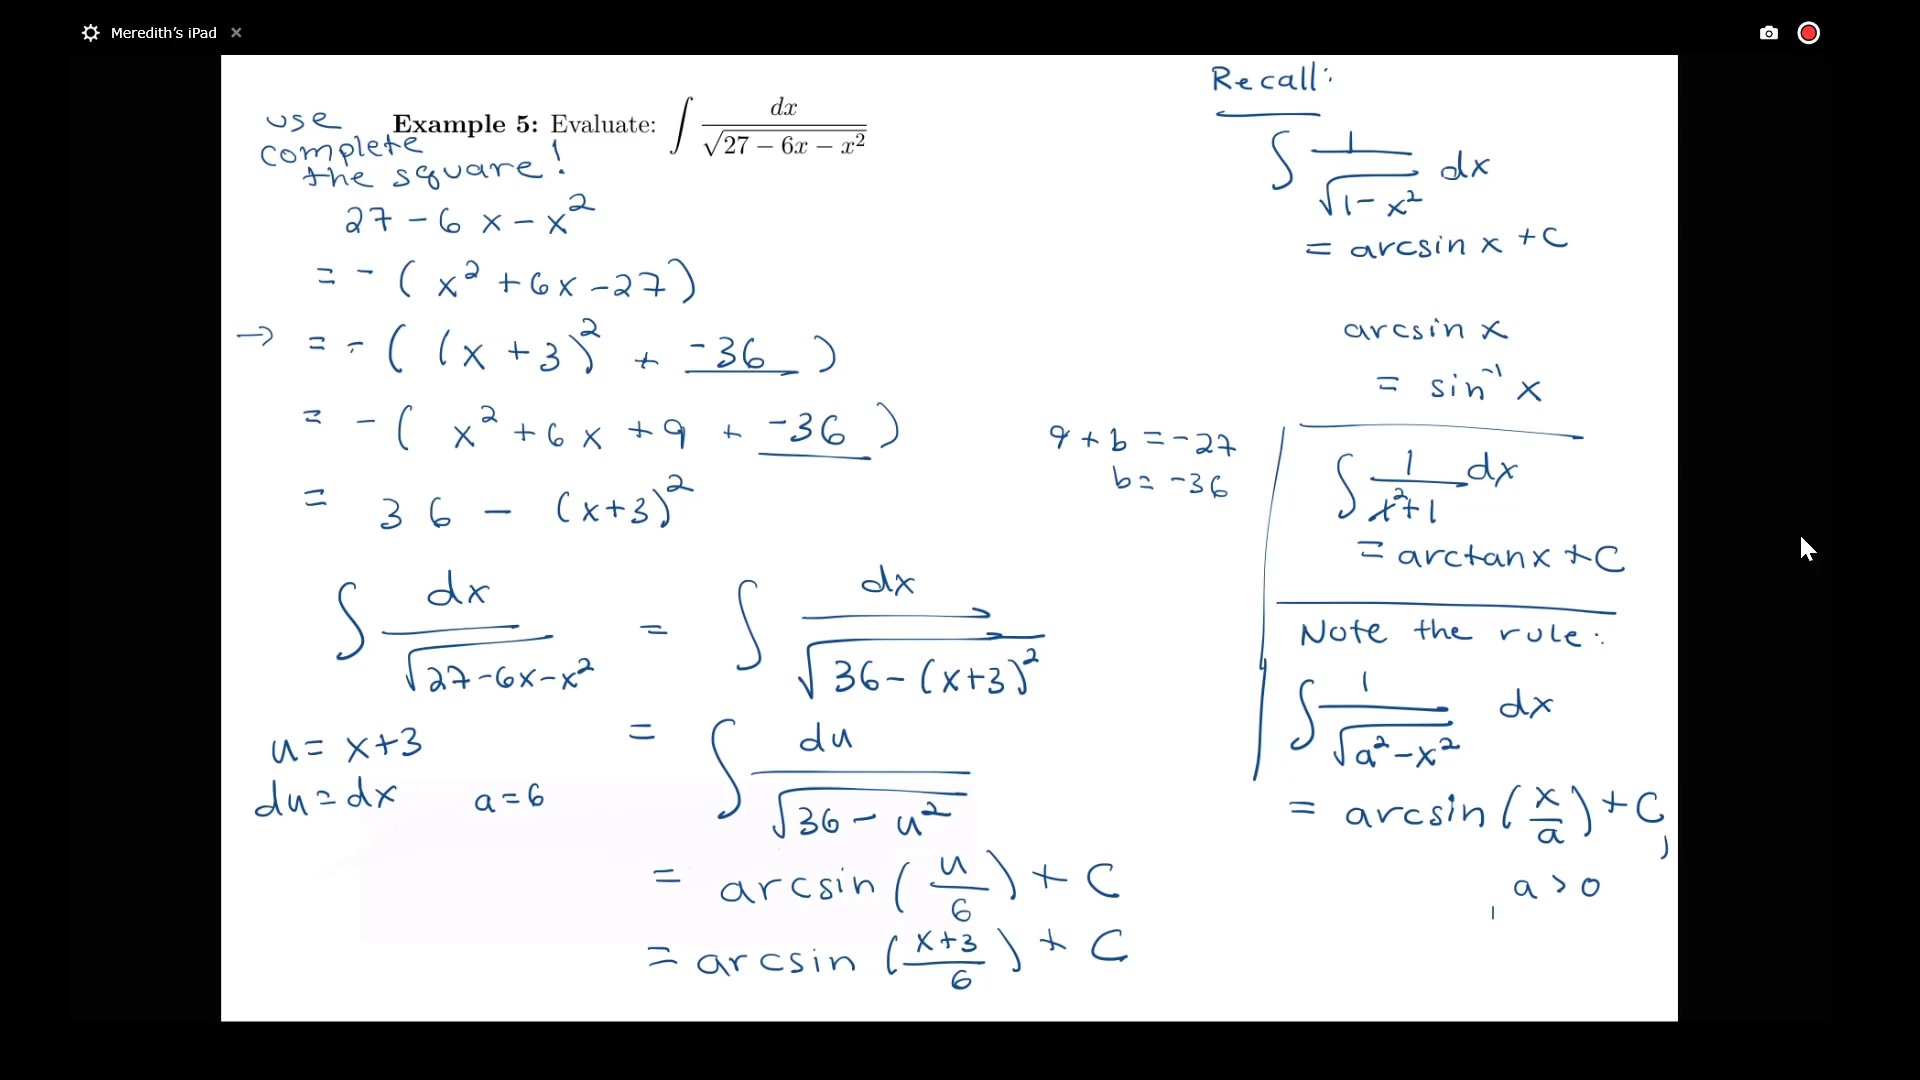 Meredith's iPad ×
use
complete
the square!
Example 5: Evaluate: ∫ dx / √(27 − 6x − x²)
27 − 6x − x²
= −(x² + 6x − 27)
→ = −((x + 3)² + −36)
= −(x² + 6x + 9 + −36)
9 + b = −27
b = −36
= 36 − (x+3)²
∫ dx / √(27−6x−x²) = ∫ dx / √(36−(x+3)²)
u = x+3
du = dx a = 6
= ∫ du / √(36 − u²)
= arcsin(u/6) + C
= arcsin((x+3)/6) + C
Recall:
∫ 1/√(1−x²) dx
= arcsin x + C
arcsin x
= sin⁻¹ x
∫ 1/(x²+1) dx
= arctan x + C
Note the rule:
∫ 1/√(a²−x²) dx
= arcsin(x/a) + C,
a > 0